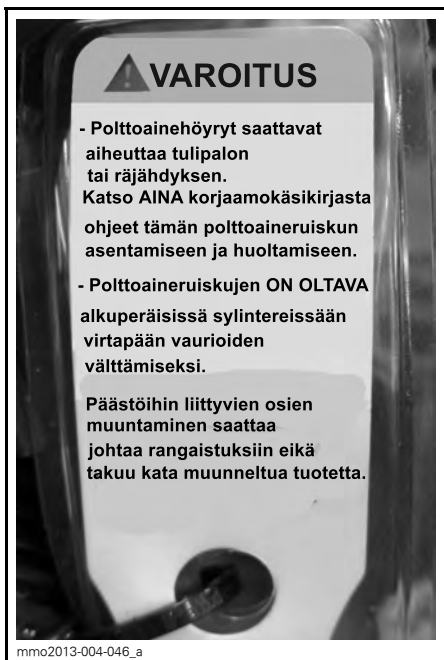 VAROITUS
- Polttoainehöyryt saattavat
aiheuttaa tulipalon
tai räjähdyksen.
Katso AINA korjaamokäsikirjasta
ohjeet tämän polttoaineruiskun
asentamiseen ja huoltamiseen.
- Polttoaineruiskujen ON OLTAVA
alkuperäisissä sylintereissään
virtapään vaurioiden
välttämiseksi.
Päästöihin liittyvien osien
muuntaminen saattaa
johtaa rangaistuksiin eikä
takuu kata muunneltua tuotetta.
mmo2013-004-046_a